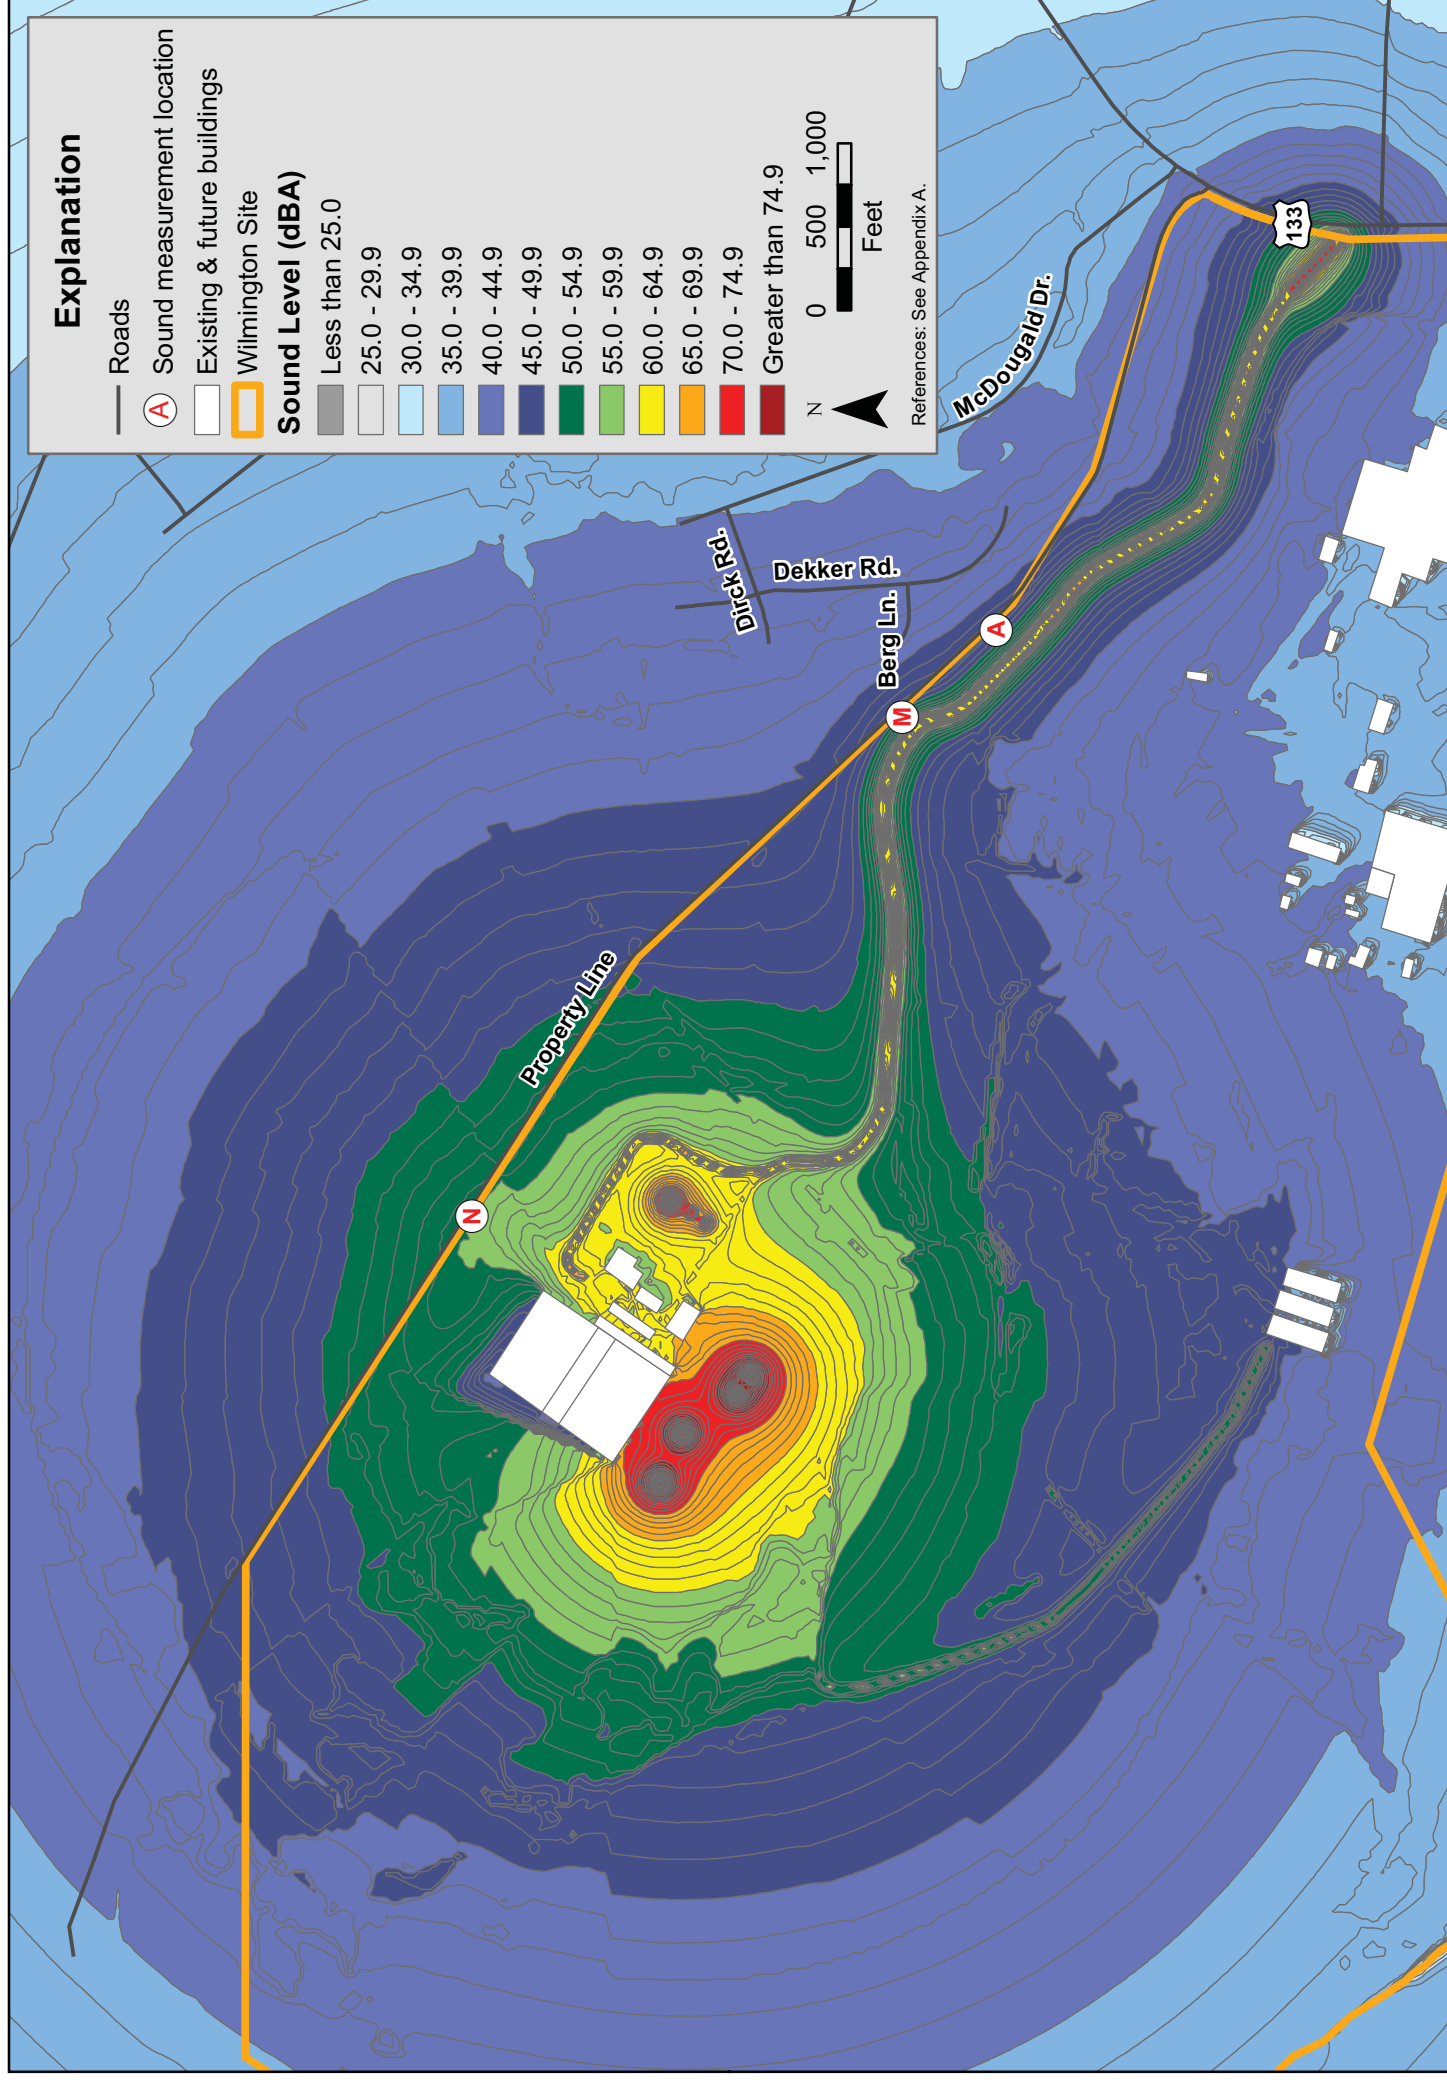 Explanation
Roads
A Sound measurement location
Existing & future buildings
Wilmington Site
Sound Level (dBA)
Less than 25.0
25.0 - 29.9
30.0 - 34.9
35.0 - 39.9
40.0 - 44.9
45.0 - 49.9
50.0 - 54.9
55.0 - 59.9
60.0 - 64.9
65.0 - 69.9
70.0 - 74.9
Greater than 74.9
N
0 500 1,000
Feet
References: See Appendix A.
N
Property Line
Dirck Rd.
Dekker Rd.
Berg Ln.
M
A
McDougald Dr.
133